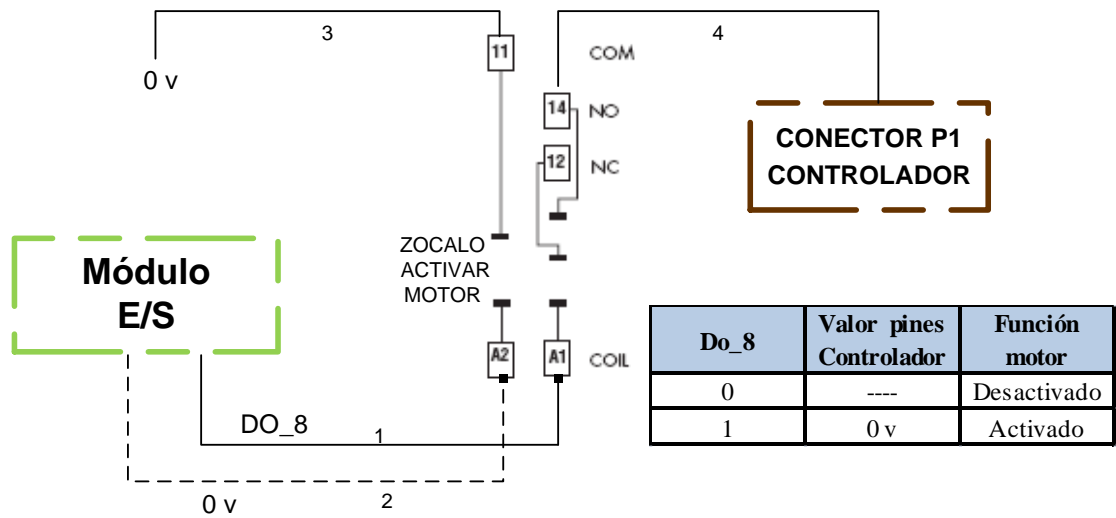 3
4
0 v
11
COM
14
NO
12
NC
CONECTOR P1
CONTROLADOR
ZOCALO
ACTIVAR
MOTOR
Módulo
E/S
A2
A1
COIL
DO_8
1
0 v
2
Do_8
Valor pines
Controlador
Función
motor
0
----
Desactivado
1
0 v
Activado